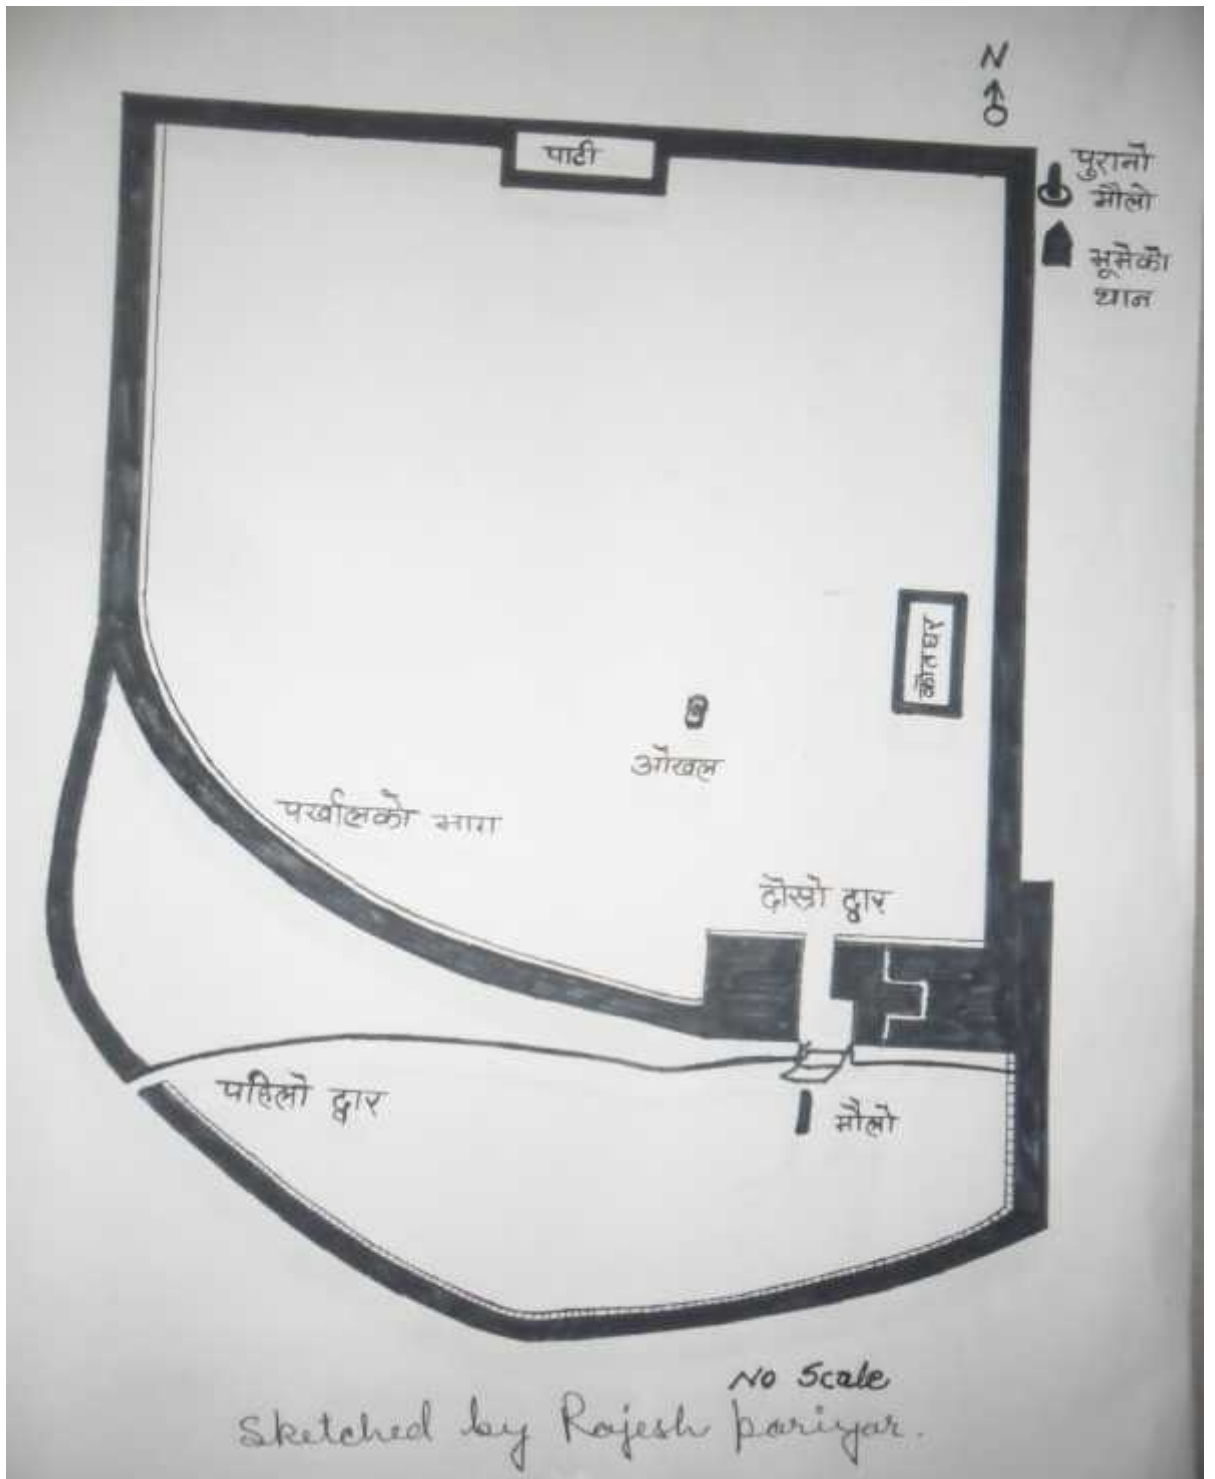 N
पाटी
पुरानो
मौलो
भूमेको
थान
कोतघर
ओखल
पर्खालको भाग
दोस्रो द्वार
पहिलो द्वार
मौलो
No Scale
Sketched by Rajesh pariyar.